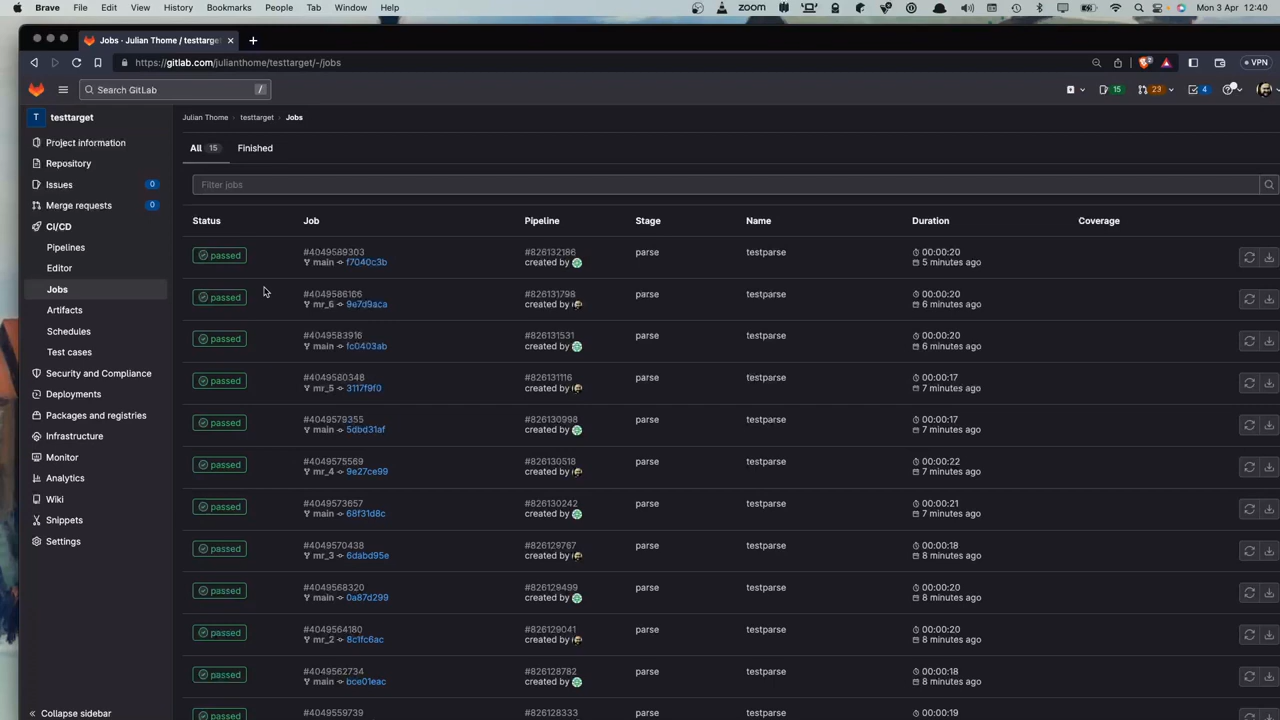 Brave File Edit View History Bookmarks People Tab Window Help zoom Mon 3 Apr 12:40
Jobs · Julian Thome / testtarget
https://gitlab.com/julianthome/testtarget/-/jobs
2
VPN
Search GitLab /
15 23 4
T testtarget
Project information
Repository
Issues 0
Merge requests 0
CI/CD
Pipelines
Editor
Jobs
Artifacts
Schedules
Test cases
Security and Compliance
Deployments
Packages and registries
Infrastructure
Monitor
Analytics
Wiki
Snippets
Settings
Collapse sidebar
Julian Thome testtarget Jobs
All 15 Finished
Filter jobs
Status Job Pipeline Stage Name Duration Coverage
passed #4049589303 #826132186 parse testparse 00:00:20
main f7040c3b created by 5 minutes ago
passed #4049586166 #826131798 parse testparse 00:00:20
mr_6 9e7d9aca created by 6 minutes ago
passed #4049583916 #826131531 parse testparse 00:00:20
main fc0403ab created by 6 minutes ago
passed #4049580348 #826131116 parse testparse 00:00:17
mr_5 3117f9f0 created by 7 minutes ago
passed #4049579355 #826130998 parse testparse 00:00:17
main 5dbd31af created by 7 minutes ago
passed #4049575569 #826130518 parse testparse 00:00:22
mr_4 9e27ce99 created by 7 minutes ago
passed #4049573657 #826130242 parse testparse 00:00:21
main 68f31d8c created by 7 minutes ago
passed #4049570438 #826129767 parse testparse 00:00:18
mr_3 6dabd95e created by 8 minutes ago
passed #4049568320 #826129499 parse testparse 00:00:20
main 0a87d299 created by 8 minutes ago
passed #4049564180 #826129041 parse testparse 00:00:20
mr_2 8c1fc6ac created by 8 minutes ago
passed #4049562734 #826128782 parse testparse 00:00:18
main bce01eac created by 8 minutes ago
passed #4049559739 #826128333 parse testparse 00:00:19